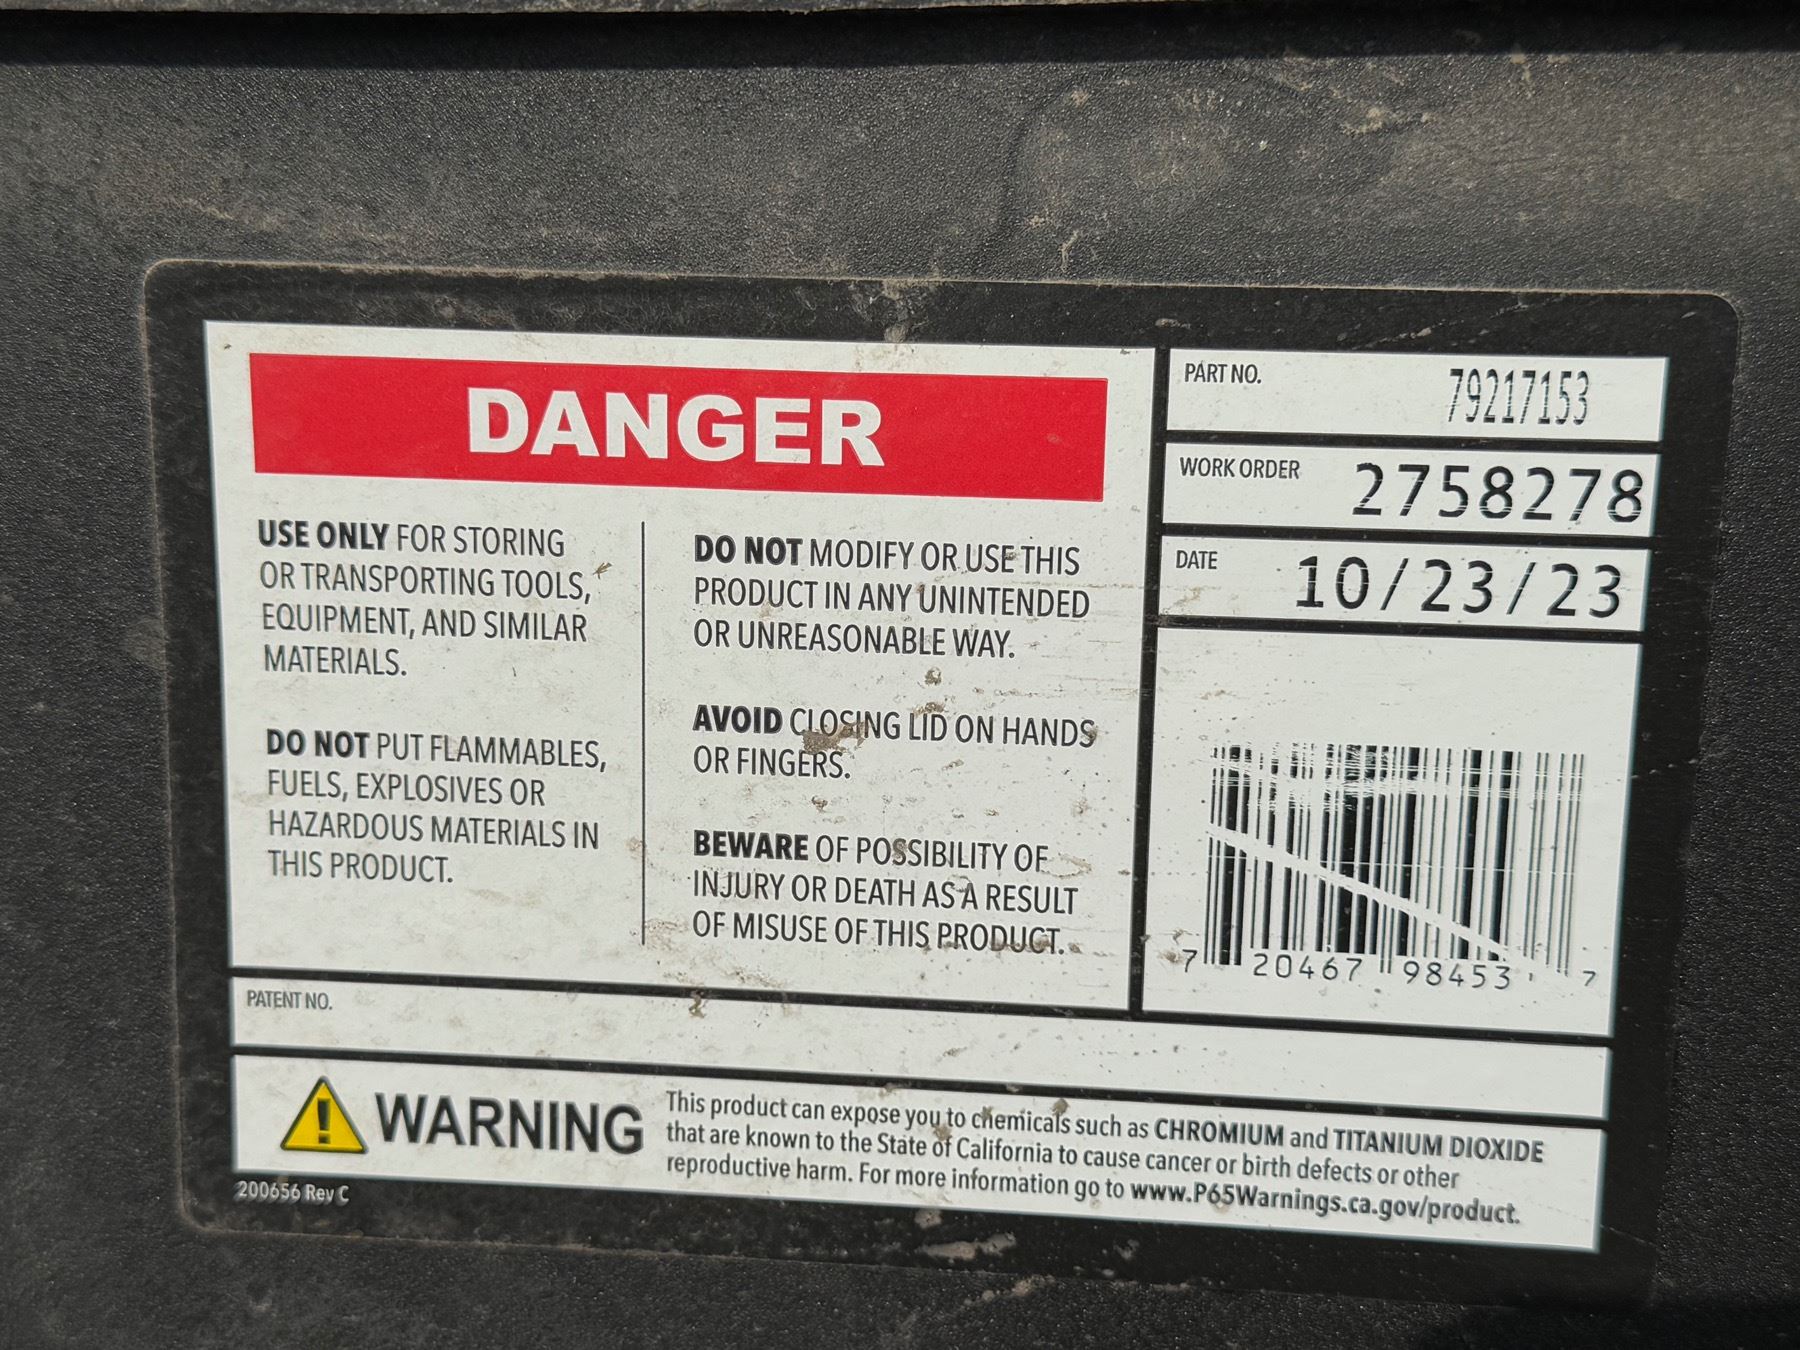 DANGER
USE ONLY FOR STORING
OR TRANSPORTING TOOLS,
EQUIPMENT, AND SIMILAR
MATERIALS.
DO NOT PUT FLAMMABLES,
FUELS, EXPLOSIVES OR
HAZARDOUS MATERIALS IN
THIS PRODUCT.
DO NOT MODIFY OR USE THIS
PRODUCT IN ANY UNINTENDED
OR UNREASONABLE WAY.
AVOID CLOSING LID ON HANDS
OR FINGERS.
BEWARE OF POSSIBILITY OF
INJURY OR DEATH AS A RESULT
OF MISUSE OF THIS PRODUCT.
PART NO. 79217153
WORK ORDER 2758278
DATE 10/23/23
7 20467 98453 7
PATENT NO.
WARNING
This product can expose you to chemicals such as CHROMIUM and TITANIUM DIOXIDE
that are known to the State of California to cause cancer or birth defects or other
reproductive harm. For more information go to www.P65Warnings.ca.gov/product.
200656 Rev C